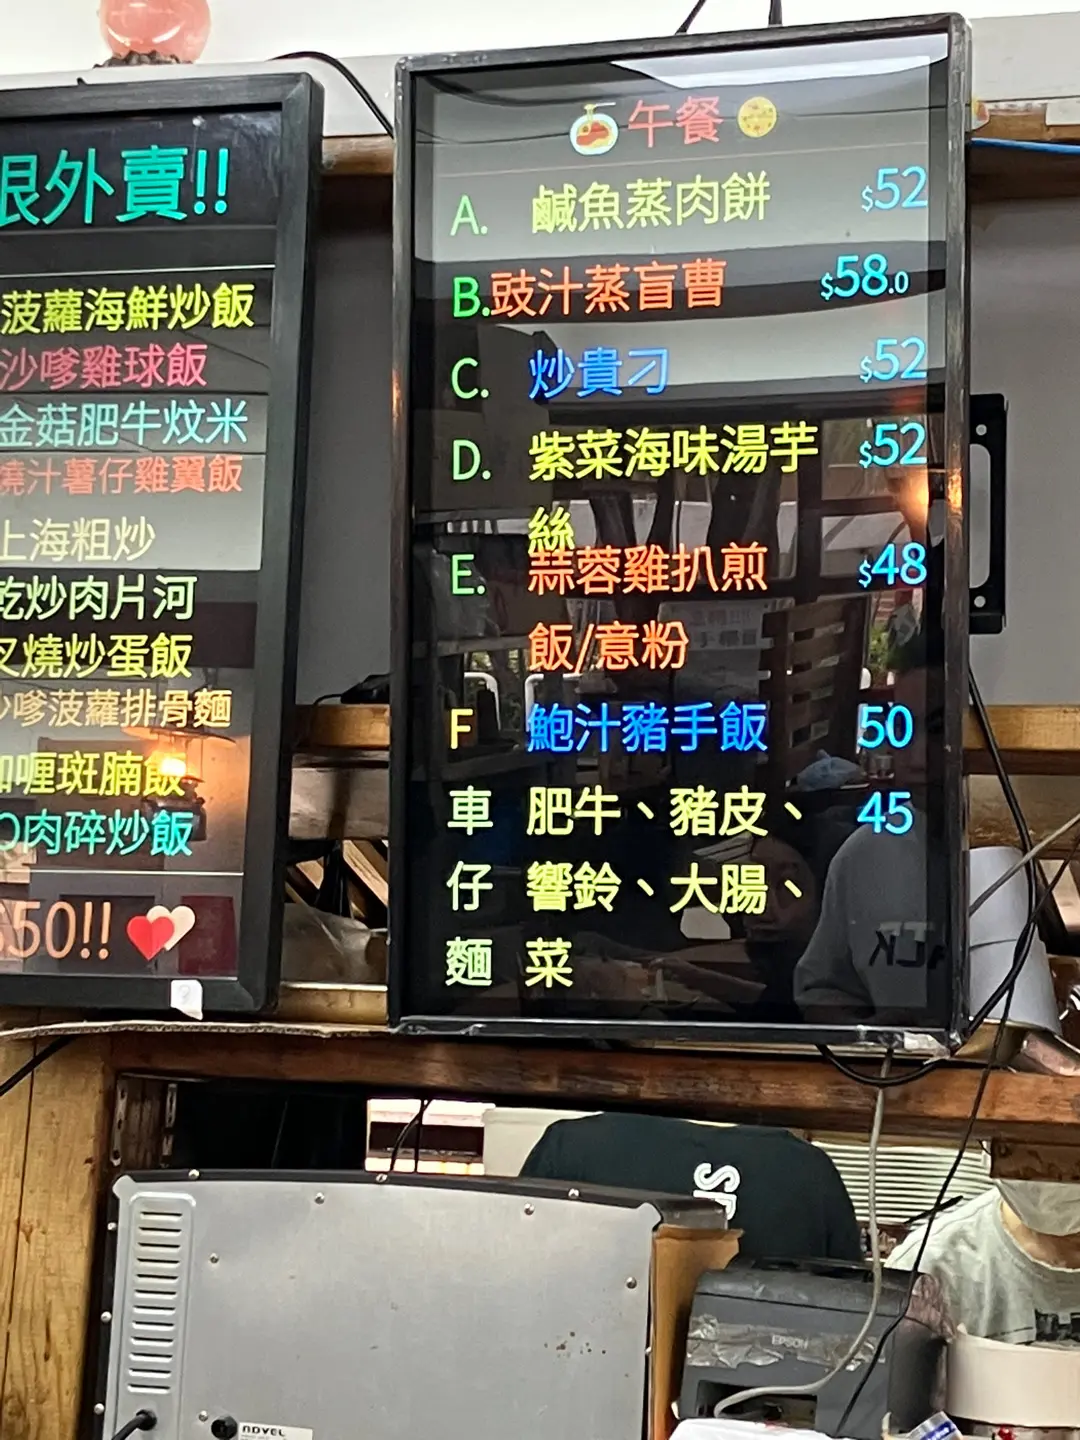 限外賣!!
菠蘿海鮮炒飯
沙嗲雞球飯
金菇肥牛炆米
燒汁薯仔雞翼飯
上海粗炒
乾炒肉片河
叉燒炒蛋飯
沙嗲菠蘿排骨麵
咖喱斑腩飯
XO肉碎炒飯
$50!!
午餐
A. 鹹魚蒸肉餅 $52
B.豉汁蒸盲曹 $58.0
C. 炒貴刁 $52
D. 紫菜海味湯芋 $52
絲
E. 蒜蓉雞扒煎 $48
飯/意粉
F 鮑汁豬手飯 50
車 肥牛、豬皮、 45
仔 響鈴、大腸、
麵 菜
EPSON